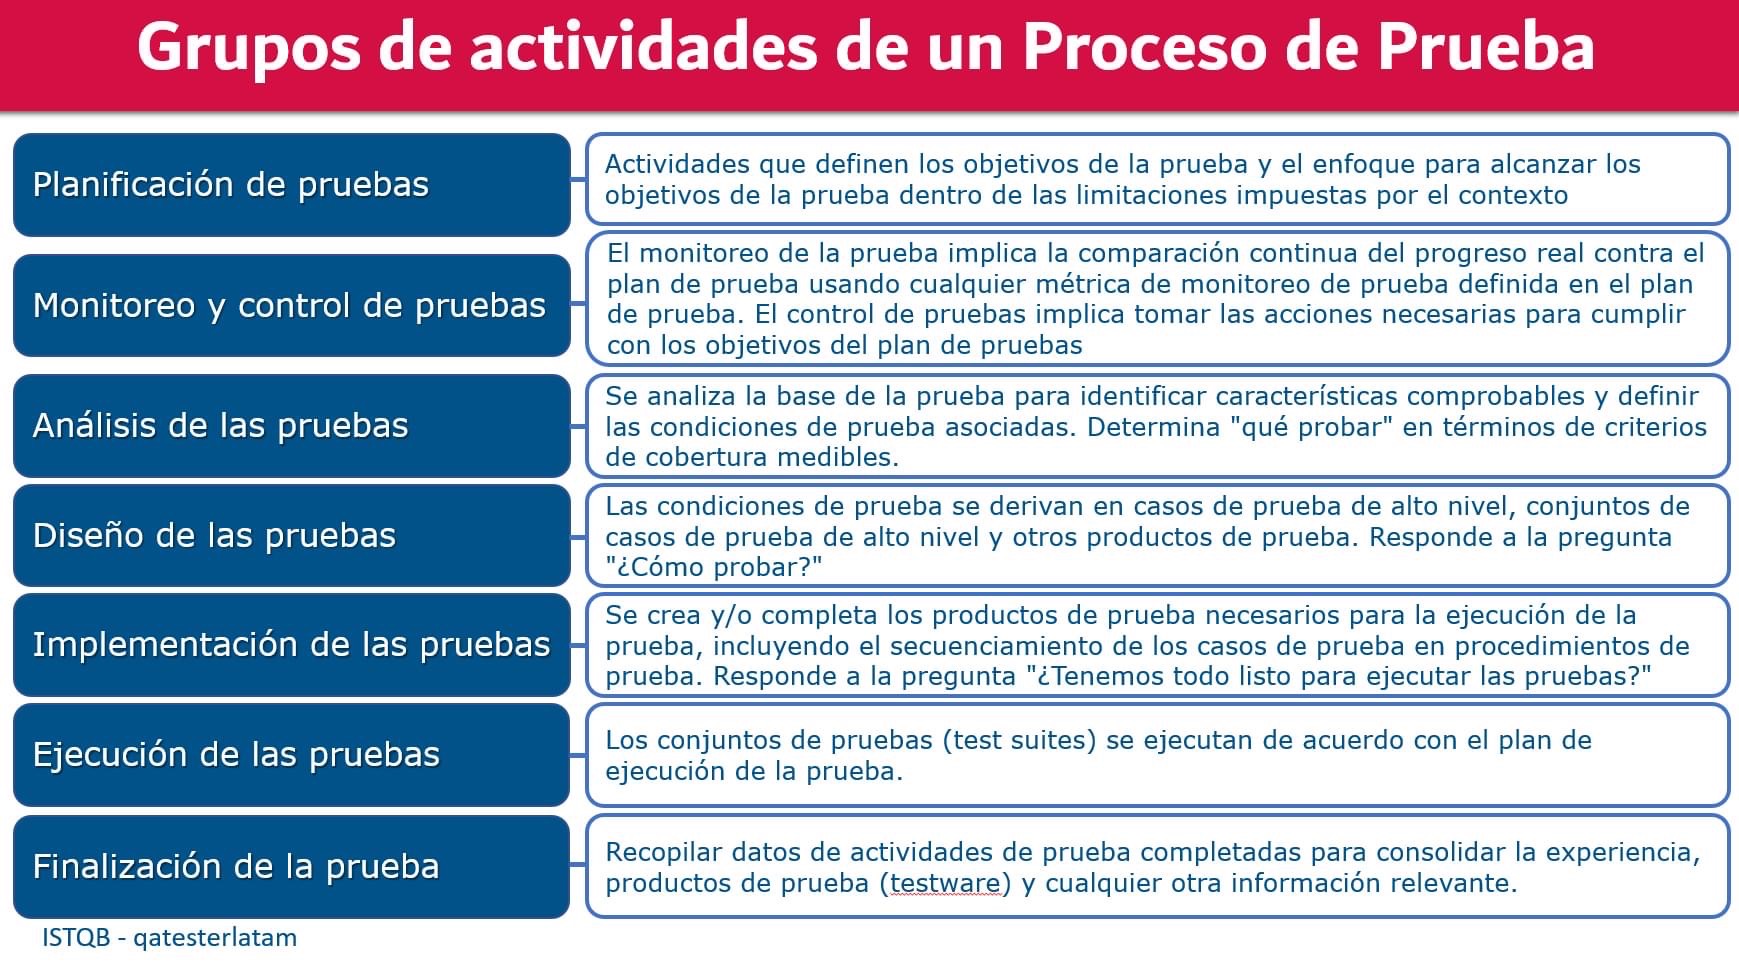 Grupos de actividades de un Proceso de Prueba
Planificación de pruebas
Actividades que definen los objetivos de la prueba y el enfoque para alcanzar los
objetivos de la prueba dentro de las limitaciones impuestas por el contexto
Monitoreo y control de pruebas
El monitoreo de la prueba implica la comparación continua del progreso real contra el
plan de prueba usando cualquier métrica de monitoreo de prueba definida en el plan
de prueba. El control de pruebas implica tomar las acciones necesarias para cumplir
con los objetivos del plan de pruebas
Análisis de las pruebas
Se analiza la base de la prueba para identificar características comprobables y definir
las condiciones de prueba asociadas. Determina "qué probar" en términos de criterios
de cobertura medibles.
Diseño de las pruebas
Las condiciones de prueba se derivan en casos de prueba de alto nivel, conjuntos de
casos de prueba de alto nivel y otros productos de prueba. Responde a la pregunta
"¿Cómo probar?"
Implementación de las pruebas
Se crea y/o completa los productos de prueba necesarios para la ejecución de la
prueba, incluyendo el secuenciamiento de los casos de prueba en procedimientos de
prueba. Responde a la pregunta "¿Tenemos todo listo para ejecutar las pruebas?"
Ejecución de las pruebas
Los conjuntos de pruebas (test suites) se ejecutan de acuerdo con el plan de
ejecución de la prueba.
Finalización de la prueba
Recopilar datos de actividades de prueba completadas para consolidar la experiencia,
productos de prueba (testware) y cualquier otra información relevante.
ISTQB - qatesterlatam